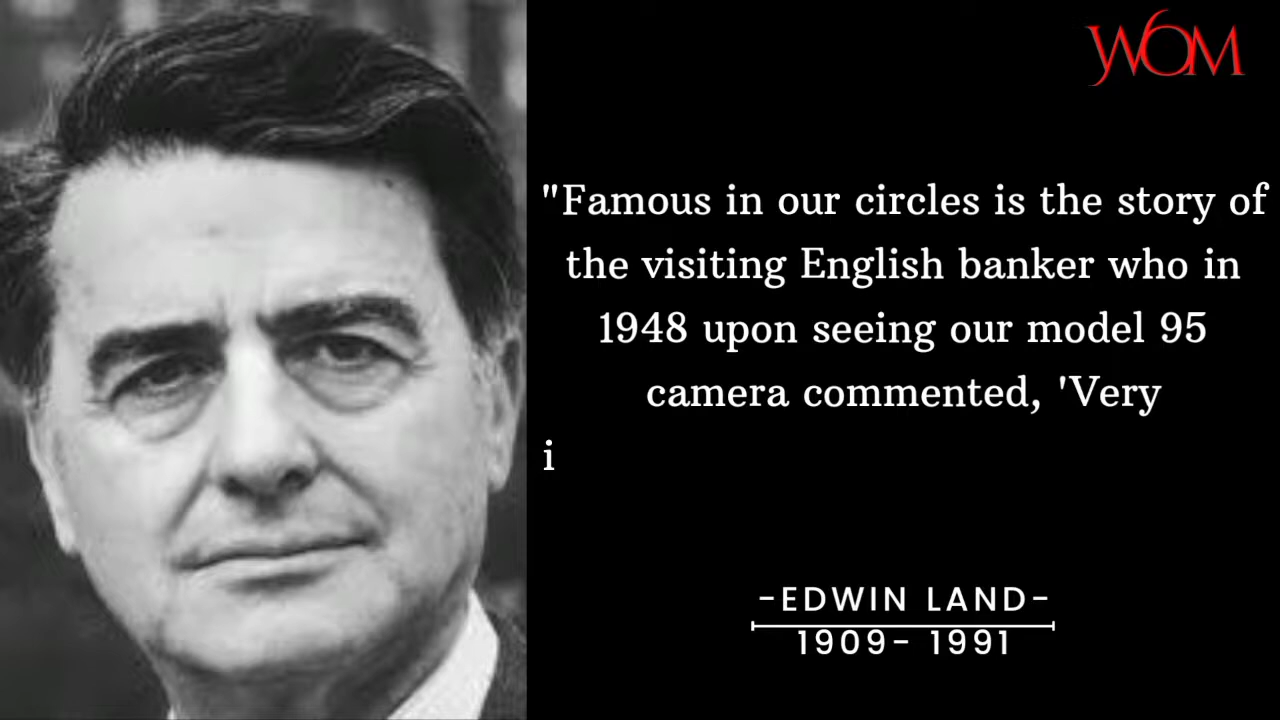 WOM
"Famous in our circles is the story of
the visiting English banker who in
1948 upon seeing our model 95
camera commented, 'Very
i
-EDWIN LAND-
1909- 1991